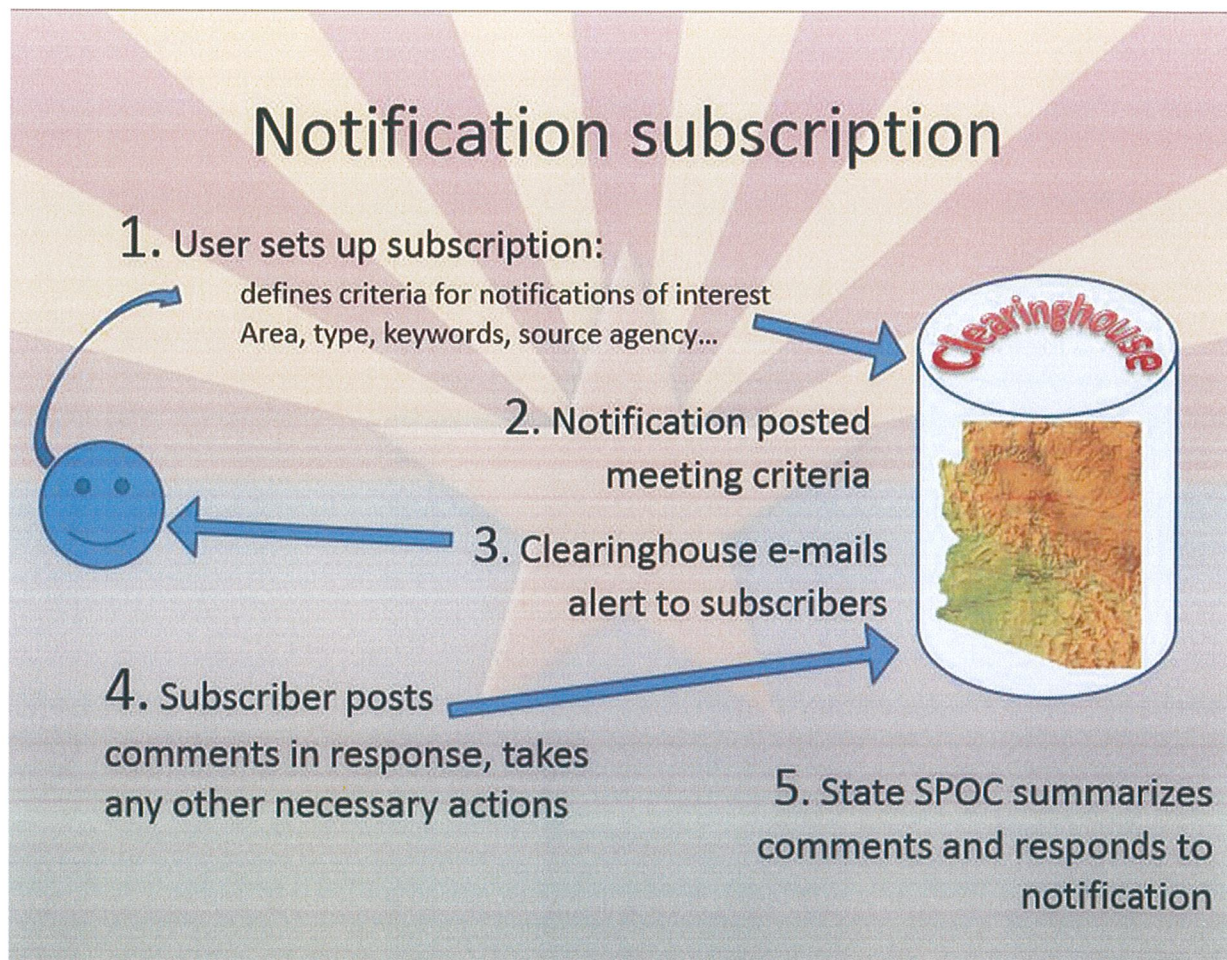 Notification subscription
1. User sets up subscription:
defines criteria for notifications of interest
Area, type, keywords, source agency...
Clearinghouse
2. Notification posted
meeting criteria
3. Clearinghouse e-mails
alert to subscribers
4. Subscriber posts
comments in response, takes
any other necessary actions
5. State SPOC summarizes
comments and responds to
notification